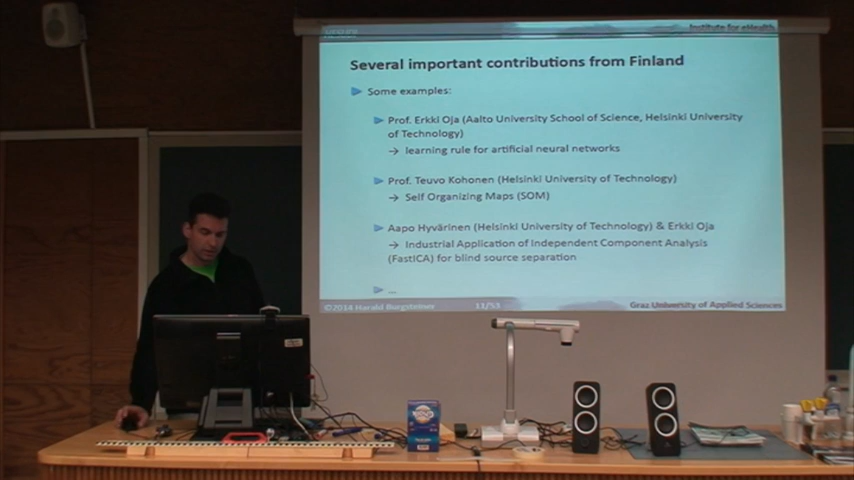 Institute for eHealth
Several important contributions from Finland
Some examples:
Prof. Erkki Oja (Aalto University School of Science, Helsinki University
of Technology)
→ learning rule for artificial neural networks
Prof. Teuvo Kohonen (Helsinki University of Technology)
→ Self Organizing Maps (SOM)
Aapo Hyvärinen (Helsinki University of Technology) & Erkki Oja
→ Industrial Application of Independent Component Analysis
(FastICA) for blind source separation
...
©2014 Harald Burgsteiner 11/53 Graz University of Applied Sciences